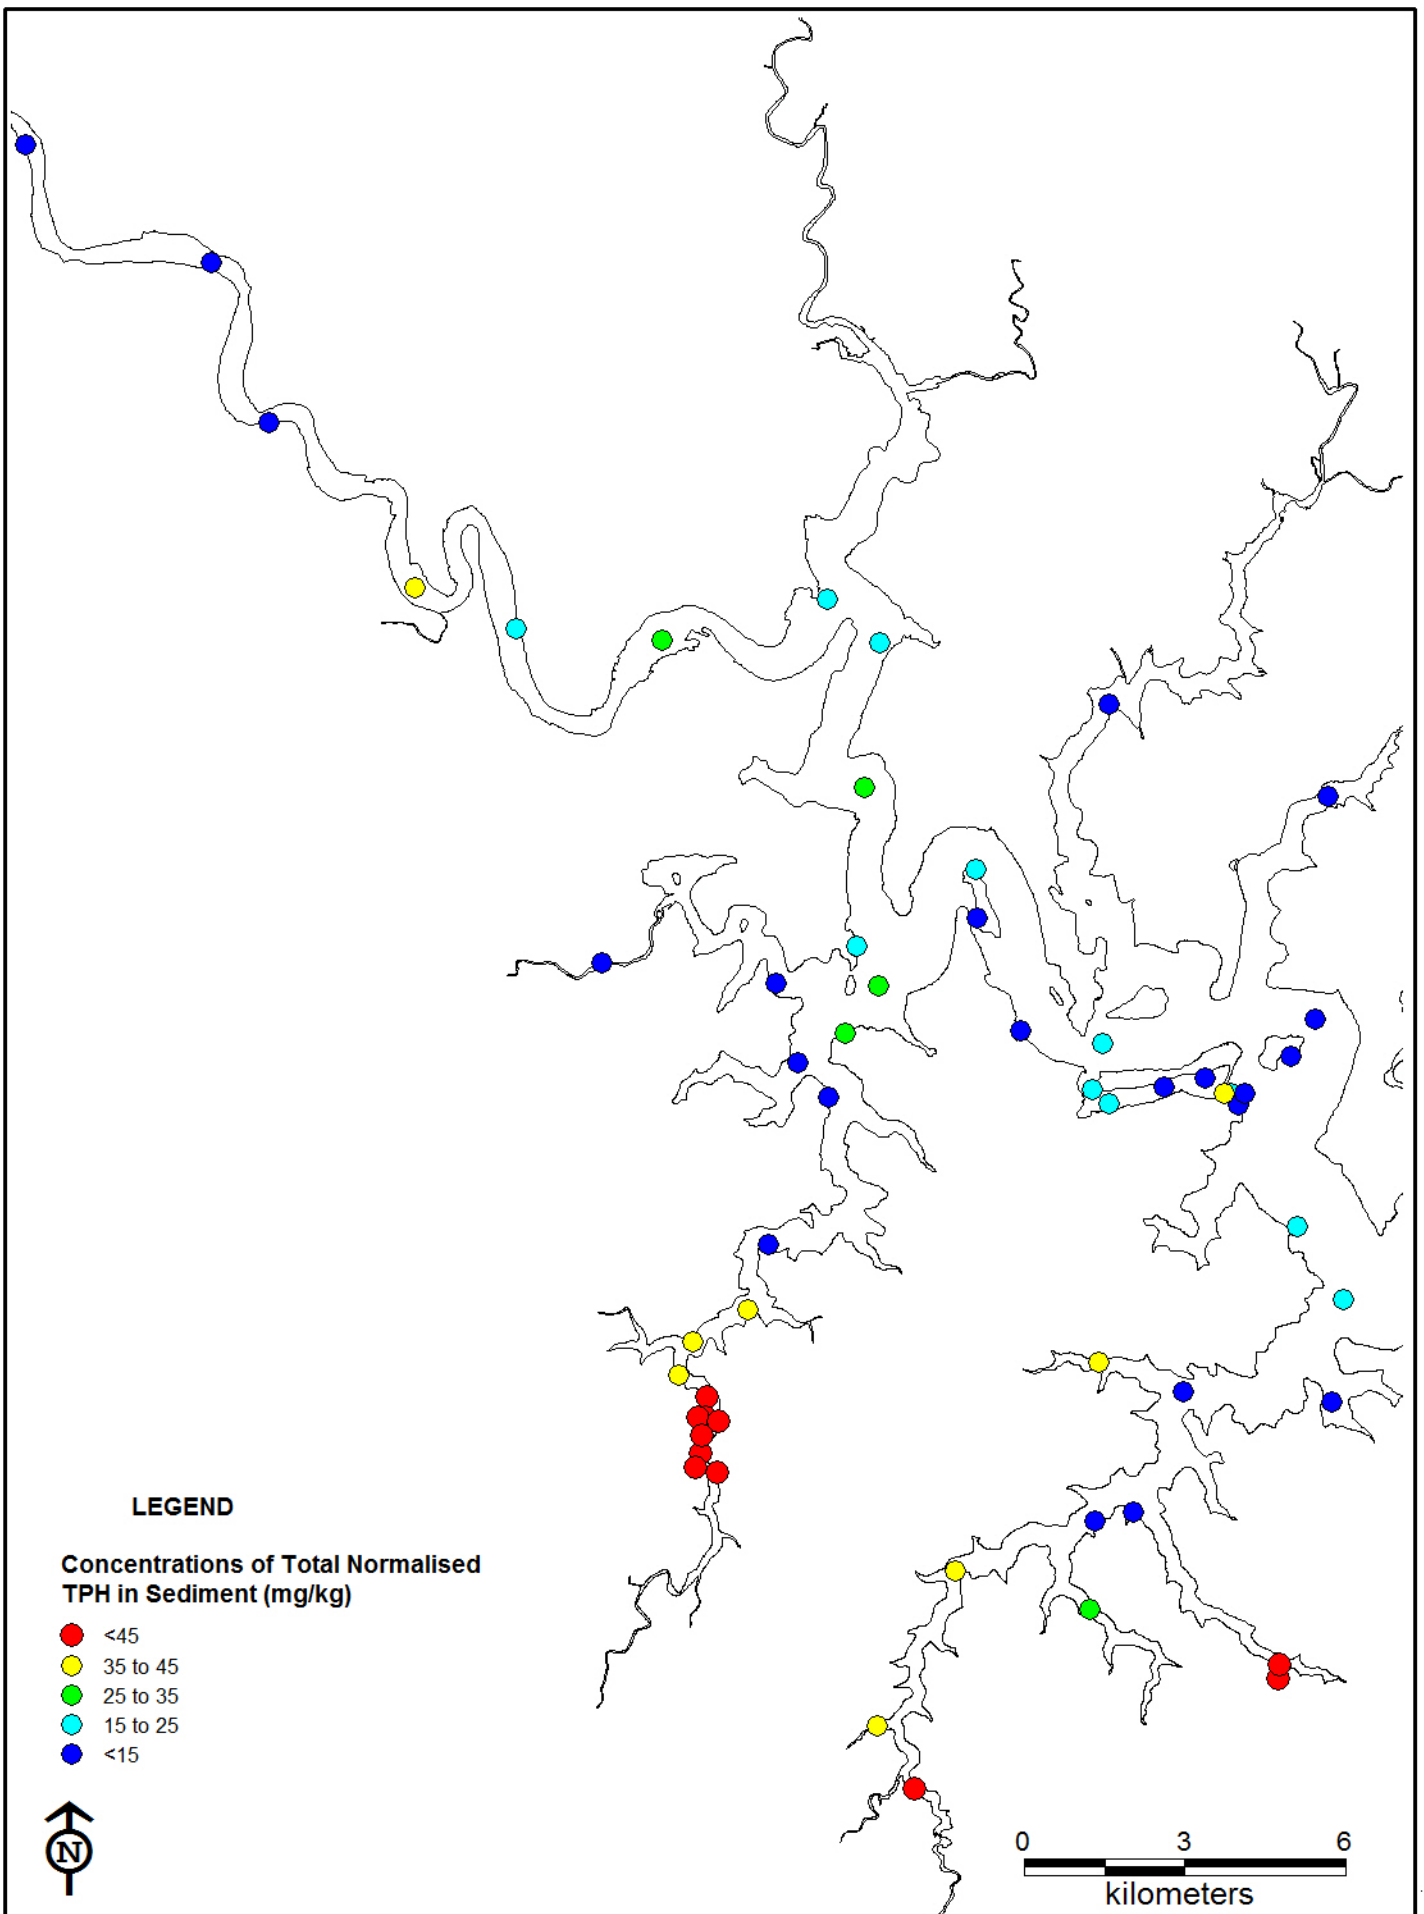 LEGEND
Concentrations of Total Normalised
TPH in Sediment (mg/kg)
<45
35 to 45
25 to 35
15 to 25
<15
N
0 3 6
kilometers